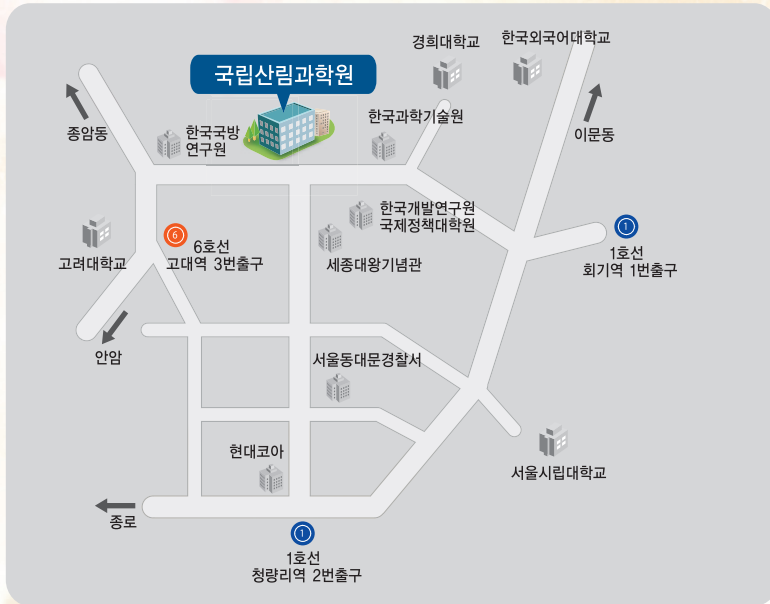 경희대학교
한국외국어대학교
국립산림과학원
종암동
한국국방
연구원
한국과학기술원
이문동
한국개발연구원
국제정책대학원
고려대학교
6
6호선
고대역 3번출구
세종대왕기념관
1
1호선
회기역 1번출구
안암
서울동대문경찰서
현대코아
서울시립대학교
종로
1
1호선
청량리역 2번출구